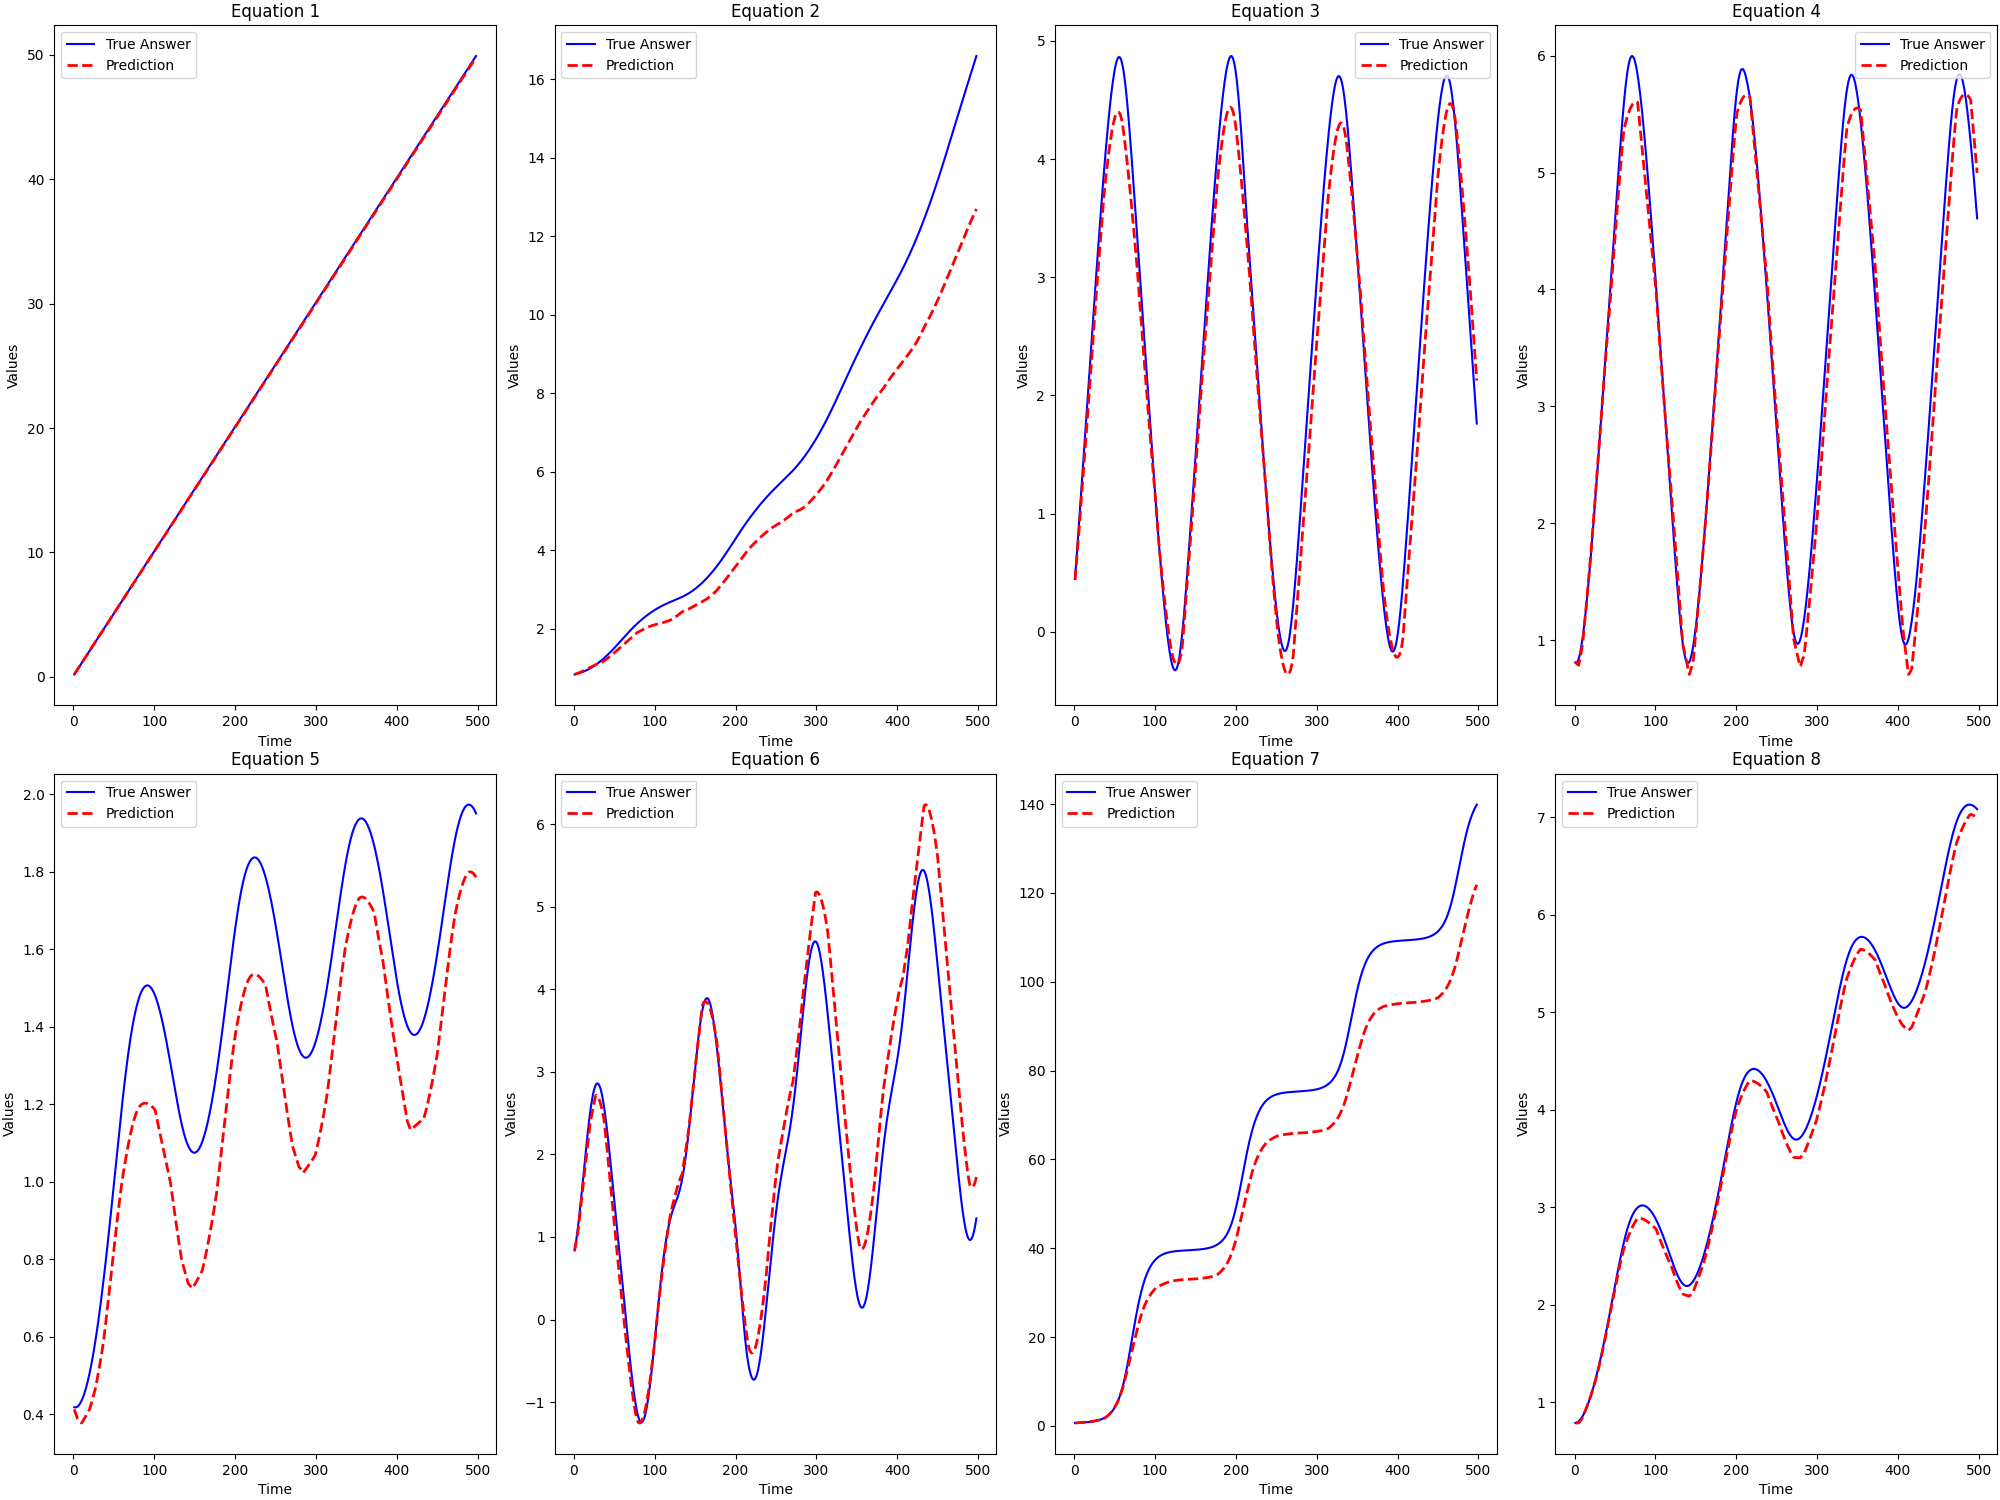 Equation 1
True Answer
Prediction
Values
50
40
30
20
10
0
0 100 200 300 400 500
Time
Equation 2
True Answer
Prediction
Values
16
14
12
10
8
6
4
2
0 100 200 300 400 500
Time
Equation 3
True Answer
Prediction
Values
5
4
3
2
1
0
0 100 200 300 400 500
Time
Equation 4
True Answer
Prediction
Values
6
5
4
3
2
1
0 100 200 300 400 500
Time
Equation 5
True Answer
Prediction
Values
2.0
1.8
1.6
1.4
1.2
1.0
0.8
0.6
0.4
0 100 200 300 400 500
Time
Equation 6
True Answer
Prediction
Values
6
5
4
3
2
1
0
−1
0 100 200 300 400 500
Time
Equation 7
True Answer
Prediction
Values
140
120
100
80
60
40
20
0
0 100 200 300 400 500
Time
Equation 8
True Answer
Prediction
Values
7
6
5
4
3
2
1
0 100 200 300 400 500
Time